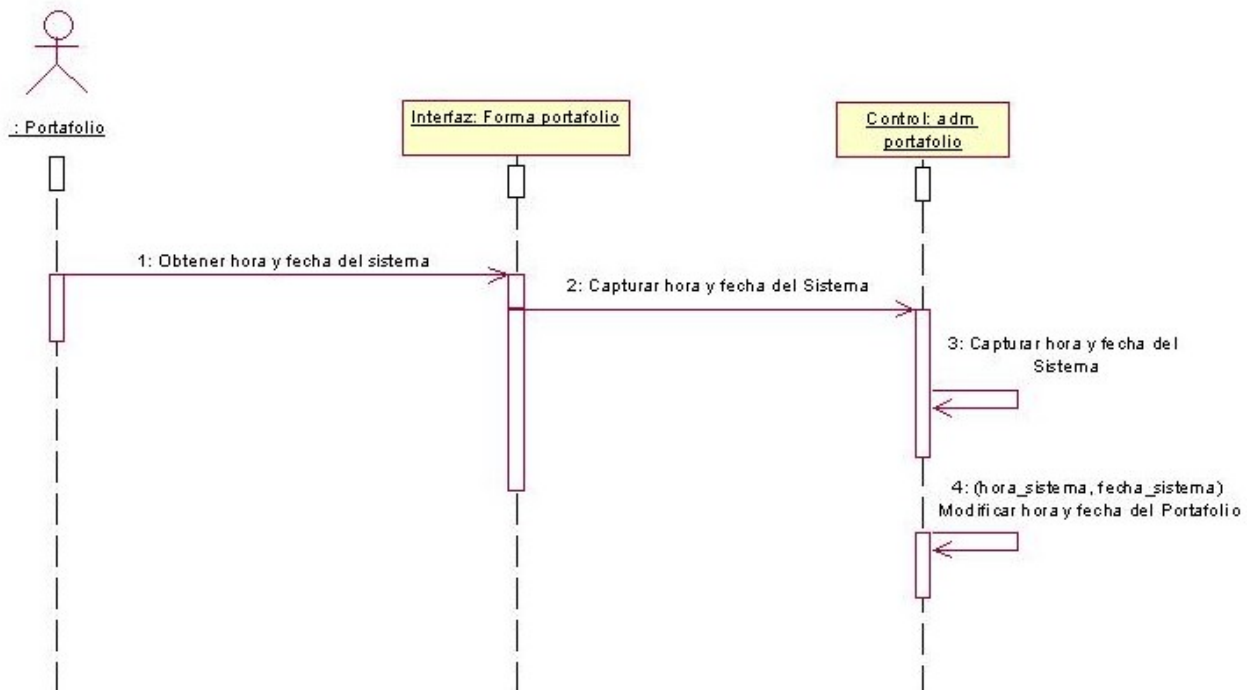 : Portafolio
Interfaz: Forma portafolio
Control: adm
portafolio
1: Obtener hora y fecha del sistema
2: Capturar hora y fecha del Sistema
3: Capturar hora y fecha del
Sistema
4: (hora_sistema, fecha_sistema)
Modificar hora y fecha del Portafolio